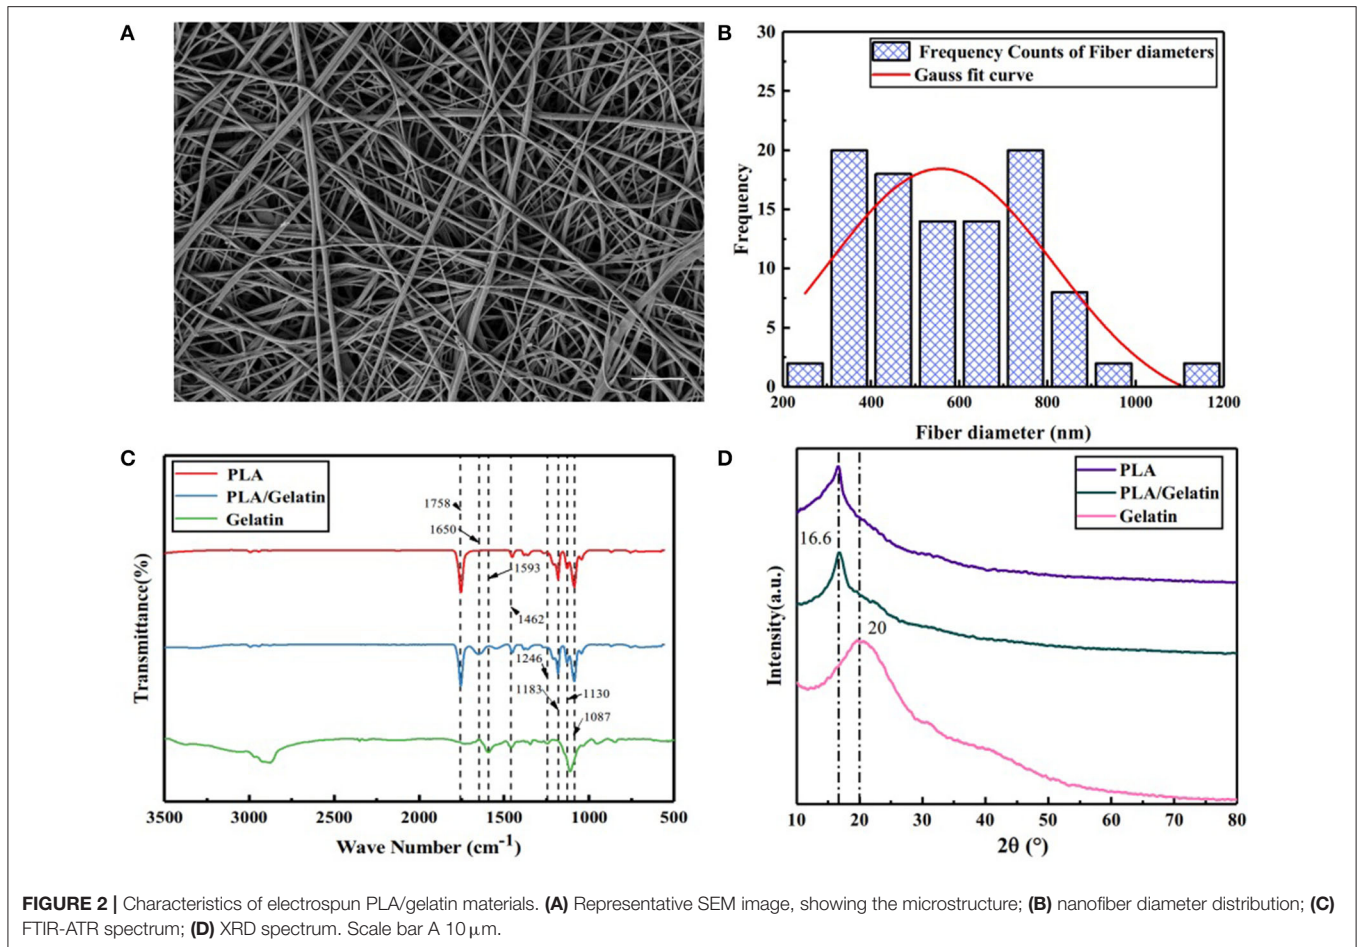 A
B
30
25
20
15
10
5
0
Frequency
Frequency Counts of Fiber diameters
Gauss fit curve
200 400 600 800 1000 1200
Fiber diameter (nm)
C
PLA
PLA/Gelatin
Gelatin
1758
1650
1593
1462
1246
1183
1130
1087
Transmittance(%)
3500 3000 2500 2000 1500 1000 500
Wave Number (cm-1)
D
PLA
PLA/Gelatin
Gelatin
16.6
20
Intensity(a.u.)
10 20 30 40 50 60 70 80
2θ (°)
FIGURE 2 | Characteristics of electrospun PLA/gelatin materials. (A) Representative SEM image, showing the microstructure; (B) nanofiber diameter distribution; (C)
FTIR-ATR spectrum; (D) XRD spectrum. Scale bar A 10 μm.